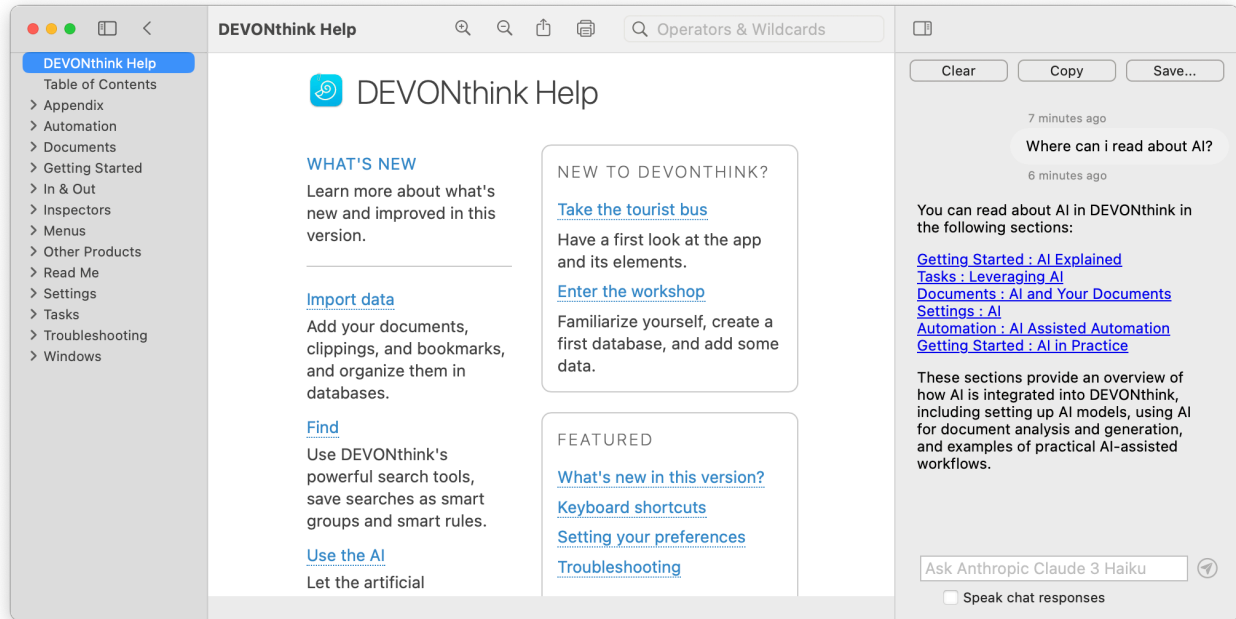 DEVONthink Help
Operators & Wildcards
DEVONthink Help
Table of Contents
Appendix
Automation
Documents
Getting Started
In & Out
Inspectors
Menus
Other Products
Read Me
Settings
Tasks
Troubleshooting
Windows
DEVONthink Help
WHAT'S NEW
Learn more about what's
new and improved in this
version.
Import data
Add your documents,
clippings, and bookmarks,
and organize them in
databases.
Find
Use DEVONthink's
powerful search tools,
save searches as smart
groups and smart rules.
Use the AI
Let the artificial
NEW TO DEVONTHINK?
Take the tourist bus
Have a first look at the app
and its elements.
Enter the workshop
Familiarize yourself, create a
first database, and add some
data.
FEATURED
What's new in this version?
Keyboard shortcuts
Setting your preferences
Troubleshooting
Clear
Copy
Save...
7 minutes ago
Where can i read about AI?
6 minutes ago
You can read about AI in DEVONthink in
the following sections:
Getting Started : AI Explained
Tasks : Leveraging AI
Documents : AI and Your Documents
Settings : AI
Automation : AI Assisted Automation
Getting Started : AI in Practice
These sections provide an overview of
how AI is integrated into DEVONthink,
including setting up AI models, using AI
for document analysis and generation,
and examples of practical AI-assisted
workflows.
Ask Anthropic Claude 3 Haiku
Speak chat responses